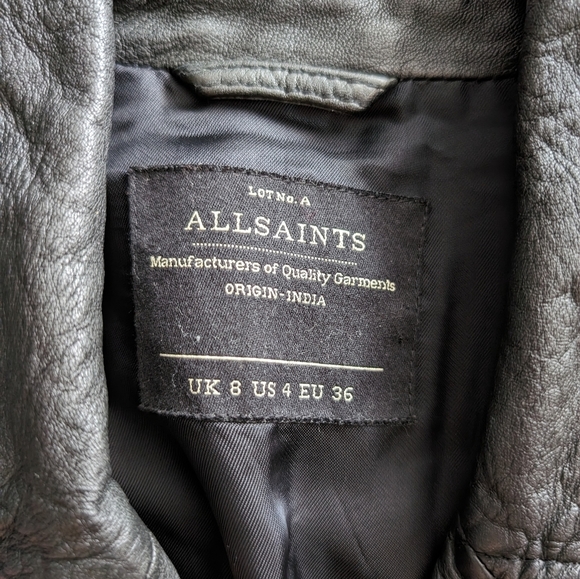 LOT No. A
ALLSAINTS
Manufacturers of Quality Garments
ORIGIN-INDIA
UK 8 US 4 EU 36